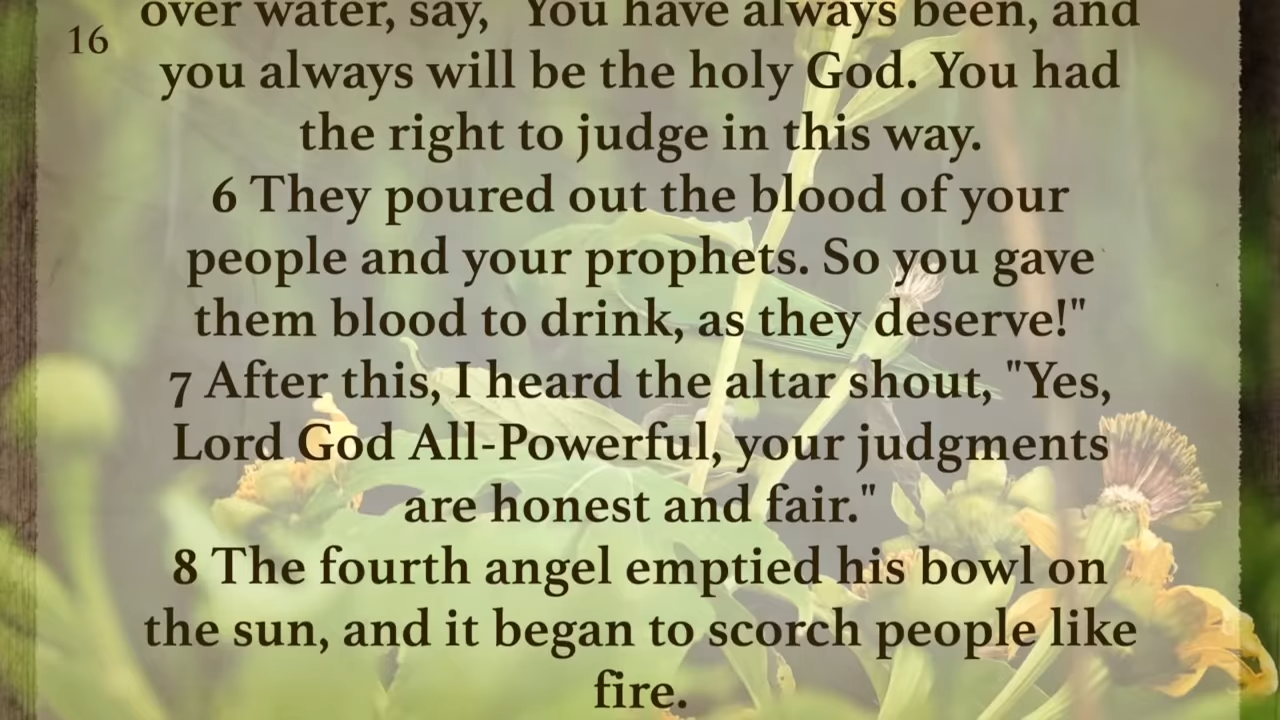 over water, say, "You have always been, and
16
you always will be the holy God. You had
the right to judge in this way.
6 They poured out the blood of your
people and your prophets. So you gave
them blood to drink, as they deserve!"
7 After this, I heard the altar shout, "Yes,
Lord God All-Powerful, your judgments
are honest and fair."
8 The fourth angel emptied his bowl on
the sun, and it began to scorch people like
fire.